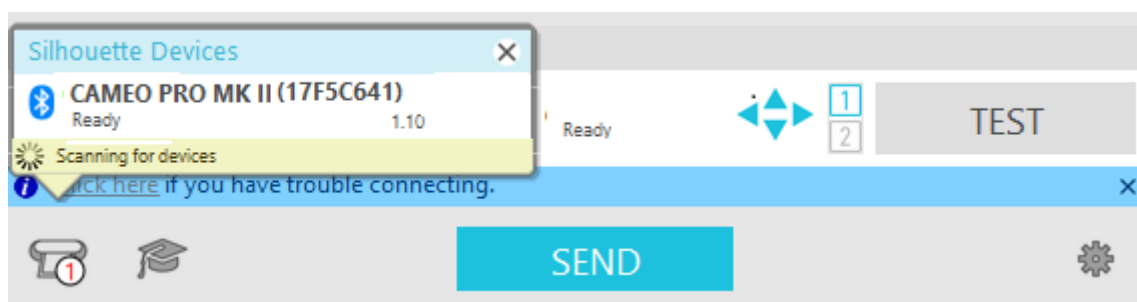 Silhouette Devices
CAMEO PRO MK II (17F5C641)
Ready 1.10
Scanning for devices
Ready
1
2
TEST
here if you have trouble connecting.
1
SEND